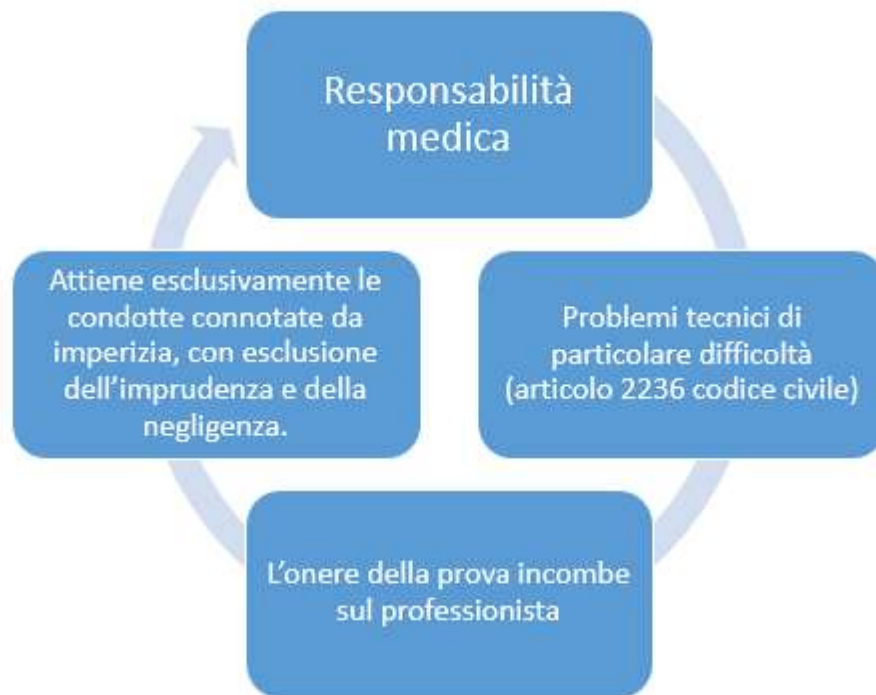 Responsabilità
medica
Problemi tecnici di
particolare difficoltà
(articolo 2236 codice civile)
L'onere della prova incombe
sul professionista
Attiene esclusivamente le
condotte connotate da
imperizia, con esclusione
dell'imprudenza e della
negligenza.